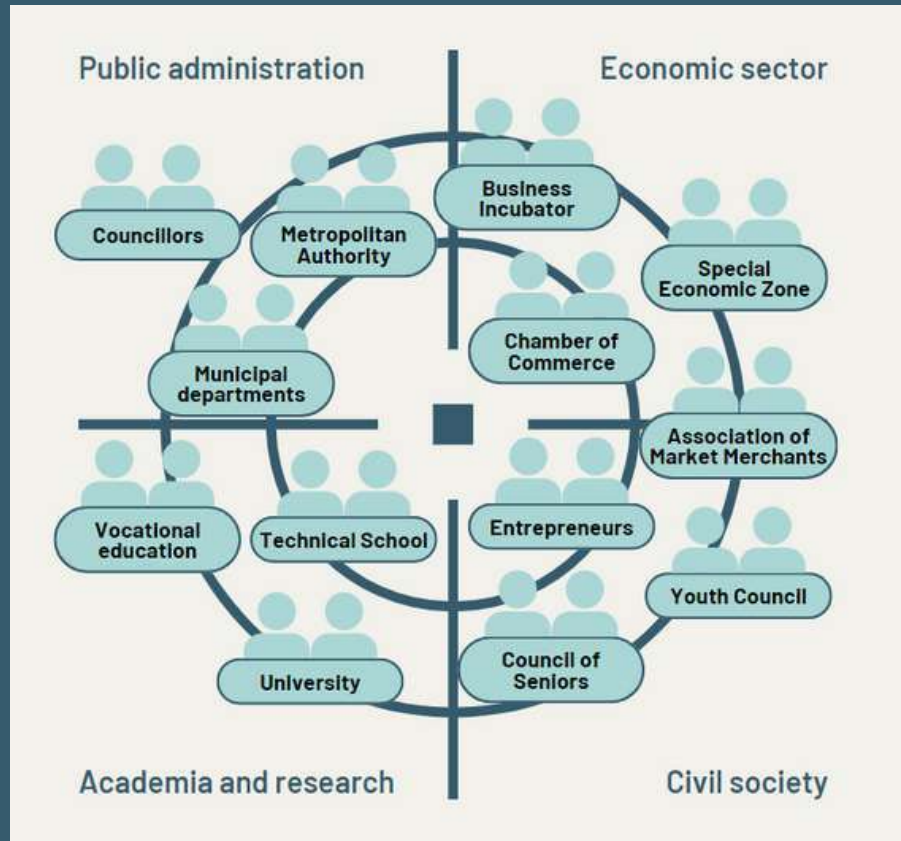 Public administration
Economic sector
Business
Incubator
Councillors
Metropolitan
Authority
Special
Economic Zone
Chamber of
Commerce
Municipal
departments
Association of
Market Merchants
Vocational
education
Technical School
Entrepreneurs
Youth Council
University
Council of
Seniors
Academia and research
Civil society